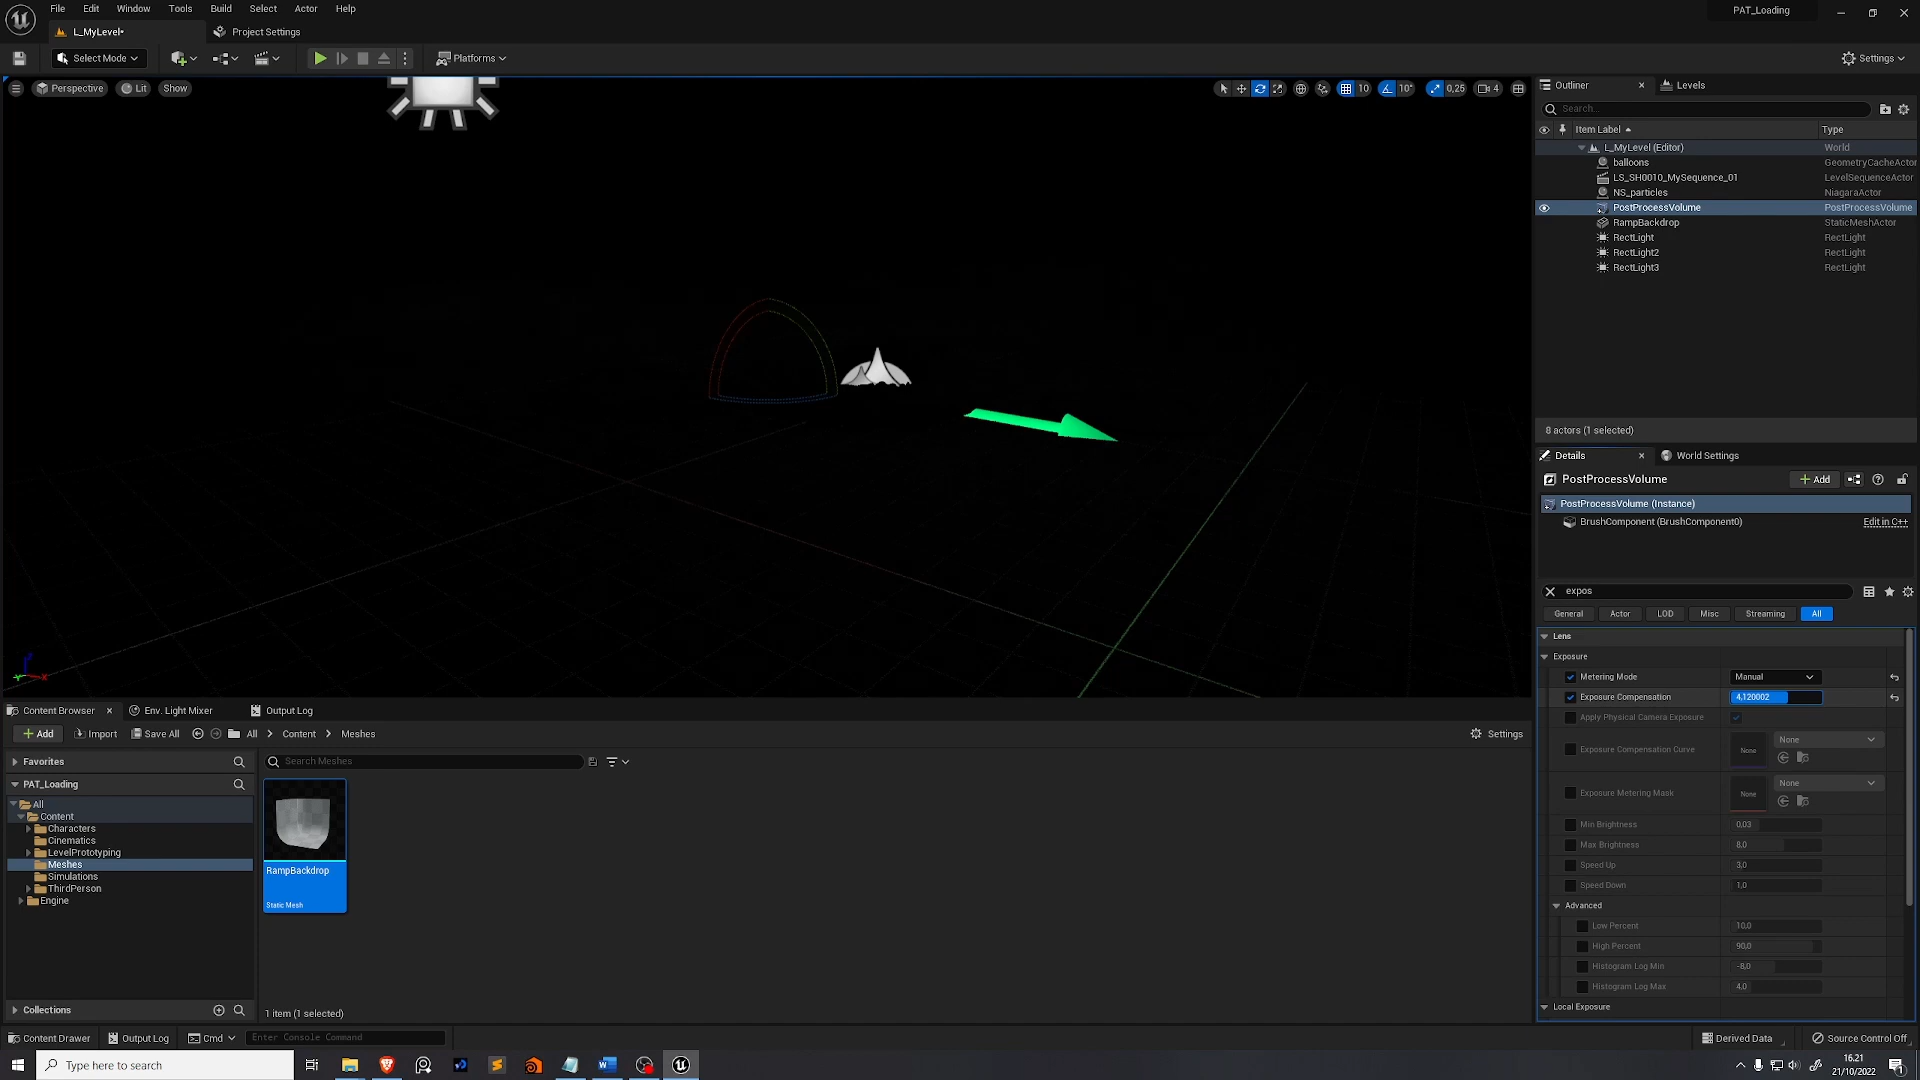 File Edit Window Tools Build Select Actor Help
PAT_Loading
L_MyLevel•
Project Settings
Select Mode
Platforms
Settings
Perspective
Lit
Show
10
10°
0,25
4
Outliner
Levels
Search...
Item Label
Type
L_MyLevel (Editor) World
balloons GeometryCacheActor
LS_SH0010_MySequence_01 LevelSequenceActor
NS_particles NiagaraActor
PostProcessVolume PostProcessVolume
RampBackdrop StaticMeshActor
RectLight RectLight
RectLight2 RectLight
RectLight3 RectLight
8 actors (1 selected)
Details
World Settings
PostProcessVolume
Add
PostProcessVolume (Instance)
BrushComponent (BrushComponent0) Edit in C++
expos
General Actor LOD Misc Streaming All
Lens
Exposure
Metering Mode Manual
Exposure Compensation 4,120002
Apply Physical Camera Exposure
Exposure Compensation Curve None None
Exposure Metering Mask None None
Min Brightness 0,03
Max Brightness 8,0
Speed Up 3,0
Speed Down 1,0
Advanced
Low Percent 10,0
High Percent 90,0
Histogram Log Min -8,0
Histogram Log Max 4,0
Local Exposure
Content Browser
Env. Light Mixer
Output Log
Add Import Save All All Content Meshes
Settings
Favorites
PAT_Loading
All
Content
Characters
Cinematics
LevelPrototyping
Meshes
Simulations
ThirdPerson
Engine
Collections
Search Meshes
RampBackdrop
Static Mesh
1 item (1 selected)
Content Drawer
Output Log
Cmd
Enter Console Command
Derived Data
Source Control Off
Type here to search
16.21
21/10/2022
1